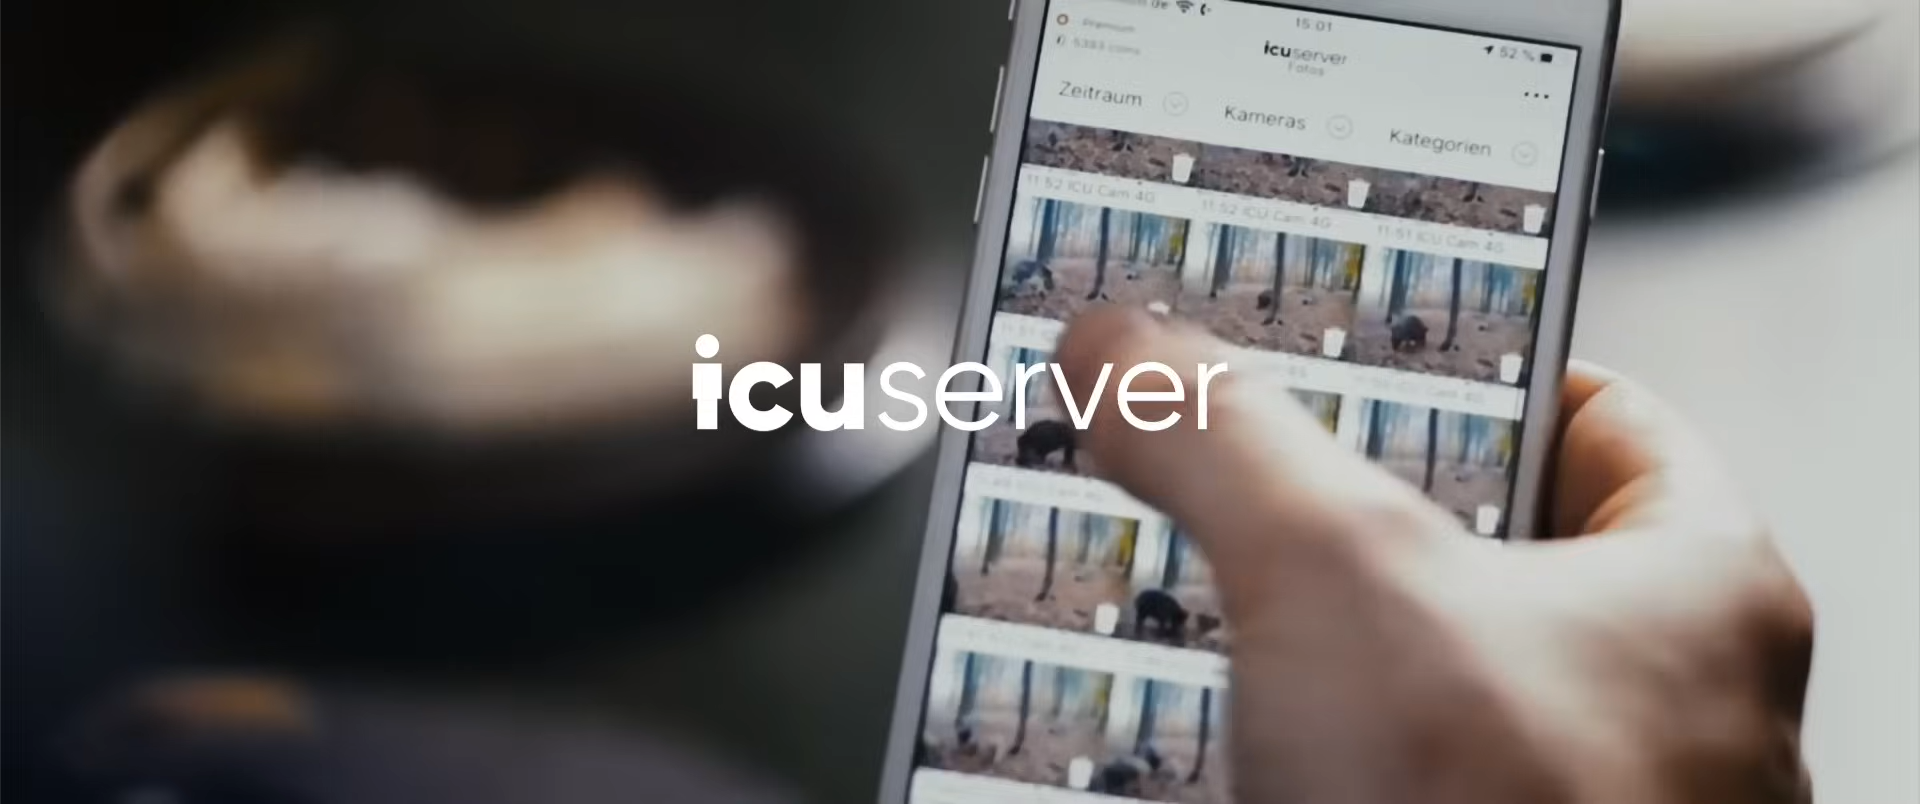 15:01
52 %
Premium
icuserver
Fotos
Zeitraum
Kameras
Kategorien
11:52 ICU Cam 4G
11:52 ICU Cam 4G
11:51 ICU Cam 4G
icuserver